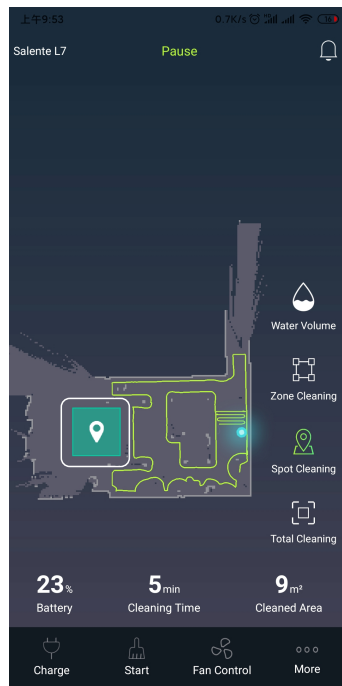 上午9:53
0.7K/s
Salente L7
Pause
Water Volume
Zone Cleaning
Spot Cleaning
Total Cleaning
23%
5min
9m²
Battery
Cleaning Time
Cleaned Area
Charge
Start
Fan Control
More